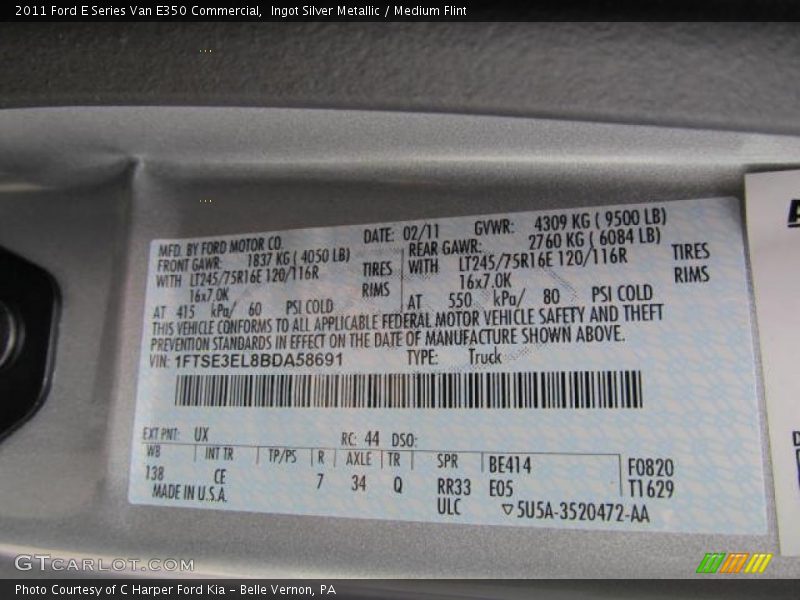 2011 Ford E Series Van E350 Commercial, Ingot Silver Metallic / Medium Flint
MFD. BY FORD MOTOR CO. DATE: 02/11 GVWR: 4309 KG ( 9500 LB)
FRONT GAWR: 1837 KG ( 4050 LB) REAR GAWR: 2760 KG ( 6084 LB)
WITH LT245/75R16E 120/116R TIRES WITH LT245/75R16E 120/116R TIRES
16x7.0K RIMS 16x7.0K RIMS
AT 415 kPa/ 60 PSI COLD AT 550 kPa/ 80 PSI COLD
THIS VEHICLE CONFORMS TO ALL APPLICABLE FEDERAL MOTOR VEHICLE SAFETY AND THEFT
PREVENTION STANDARDS IN EFFECT ON THE DATE OF MANUFACTURE SHOWN ABOVE.
VIN: 1FTSE3EL8BDA58691 TYPE: Truck
EXT PNT: UX RC: 44 DSO:
WB INT TR TP/PS R AXLE TR SPR BE414 F0820
138 CE 7 34 Q RR33 E05 T1629
MADE IN U.S.A. ULC ▽5U5A-3520472-AA
GTCARLOT.COM
Photo Courtesy of C Harper Ford Kia – Belle Vernon, PA